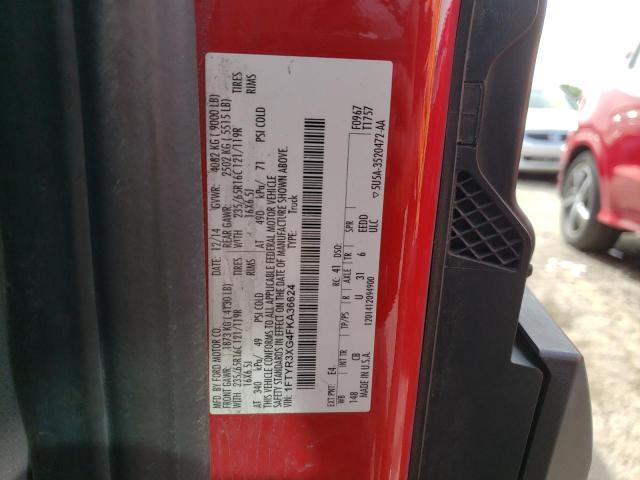 MFD. BY FORD MOTOR CO. DATE: 12/14 GVWR: 4082 KG ( 9000 LB)
FRONT GAWR: 1873 KG ( 4130 LB) REAR GAWR: 2502 KG ( 5515 LB)
WITH 235/65R16C 121/119R WITH 235/65R16C 121/119R TIRES
16X6.5J 16X6.5J RIMS
AT 340 kPa/ 49 PSI COLD AT 490 kPa/ 71 PSI COLD
THIS VEHICLE CONFORMS TO ALL APPLICABLE FEDERAL MOTOR VEHICLE
SAFETY STANDARDS IN EFFECT ON THE DATE OF MANUFACTURE SHOWN ABOVE.
VIN: 1FTYR3XG4FKA36624 TYPE: Truck
TIRES
RIMS
EXT PNT: E4 RC: 41 DSO: F0967
WB INT TR TP/PS R AXLE TR SPR T1757
148 CB U 31 6 EEDD
MADE IN U.S.A. 1201412094900 ULC ▽ 5U5A-3520472-AA